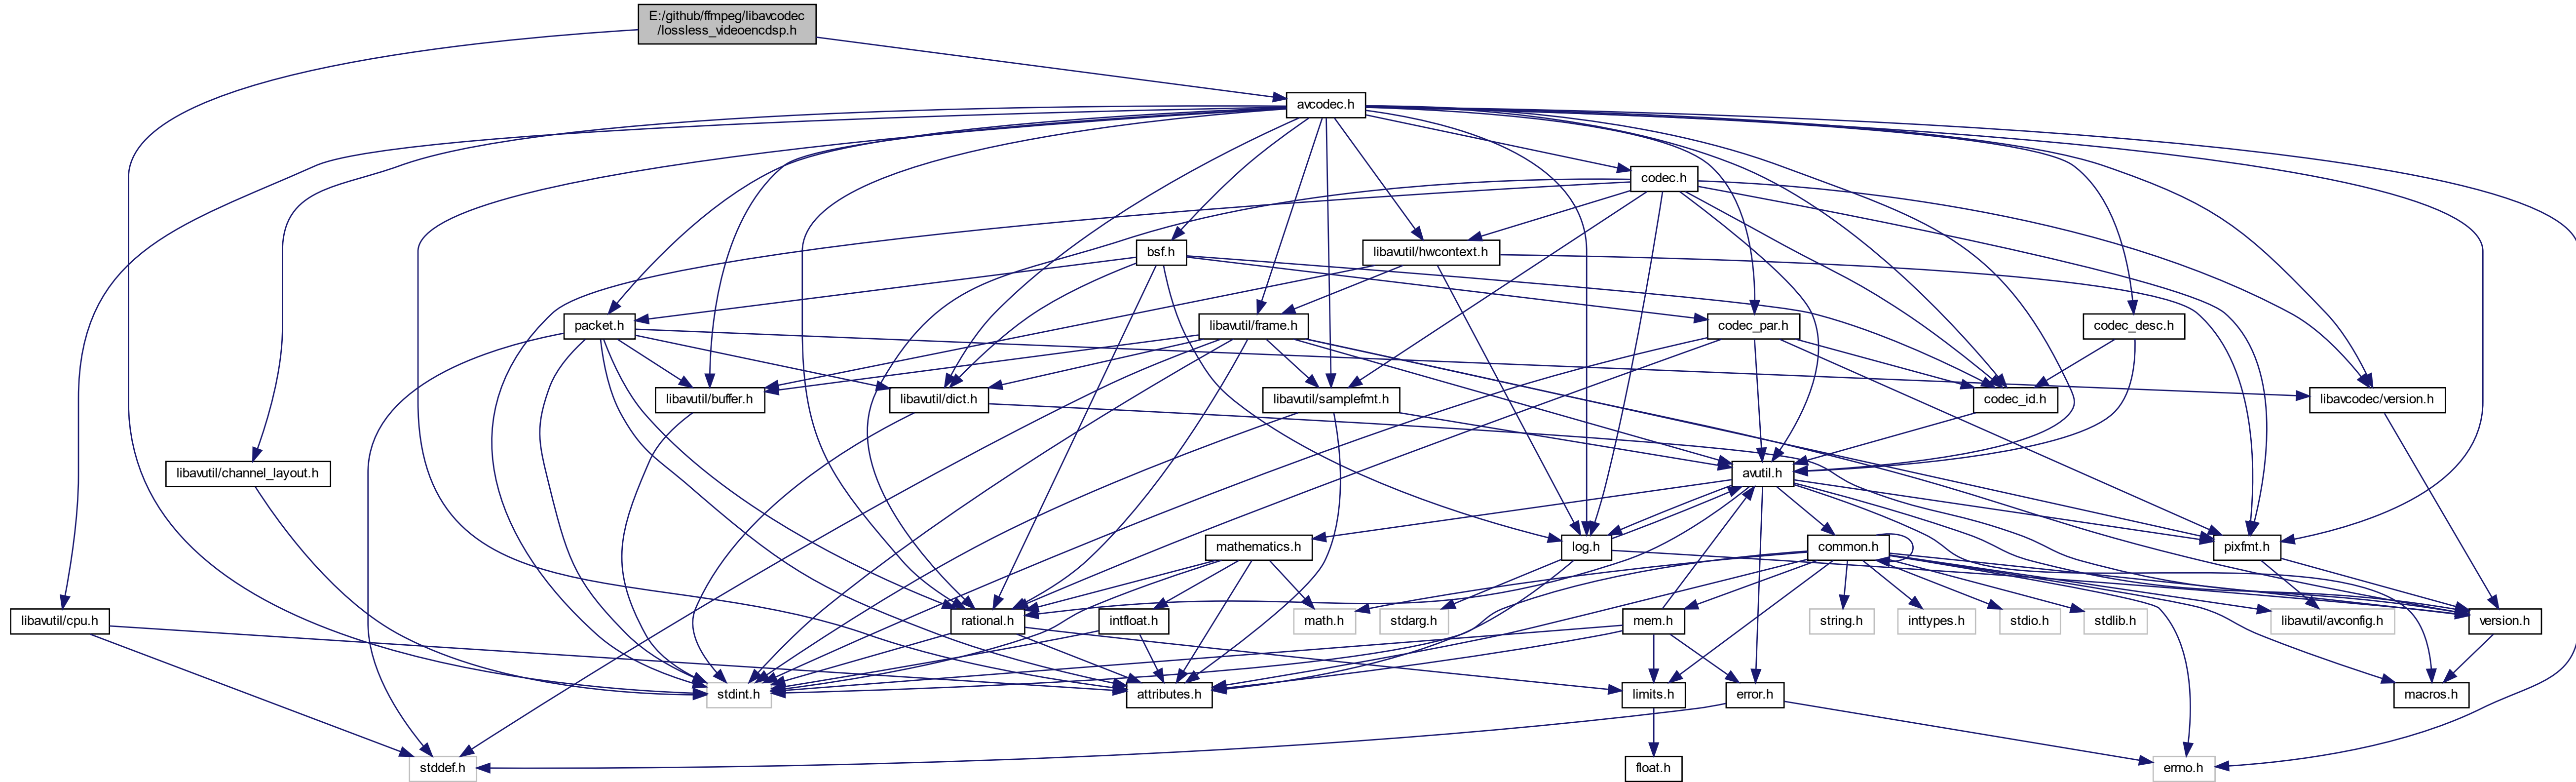 E:/github/ffmpeg/libavcodec
/lossless_videoencdsp.h
avcodec.h
codec.h
bsf.h
libavutil/hwcontext.h
packet.h
libavutil/frame.h
codec_par.h
codec_desc.h
libavutil/buffer.h
libavutil/dict.h
libavutil/samplefmt.h
codec_id.h
libavcodec/version.h
libavutil/channel_layout.h
avutil.h
mathematics.h
log.h
common.h
pixfmt.h
libavutil/cpu.h
rational.h
intfloat.h
math.h
stdarg.h
mem.h
string.h
inttypes.h
stdio.h
stdlib.h
libavutil/avconfig.h
version.h
stdint.h
attributes.h
limits.h
error.h
macros.h
stddef.h
float.h
errno.h